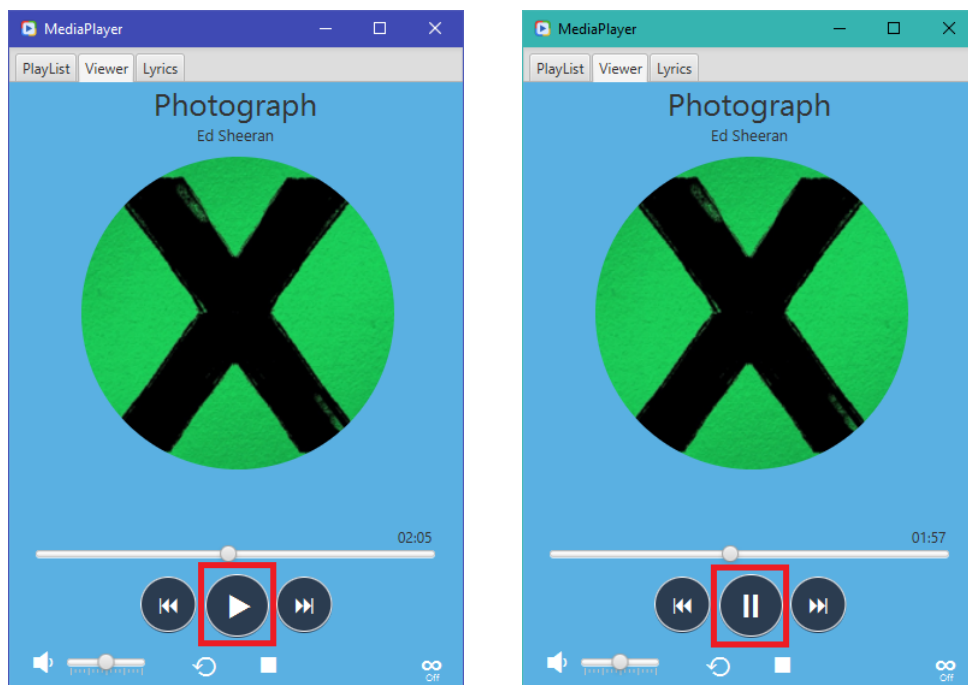 MediaPlayer
PlayList Viewer Lyrics
Photograph
Ed Sheeran
02:05
Off
MediaPlayer
PlayList Viewer Lyrics
Photograph
Ed Sheeran
01:57
Off